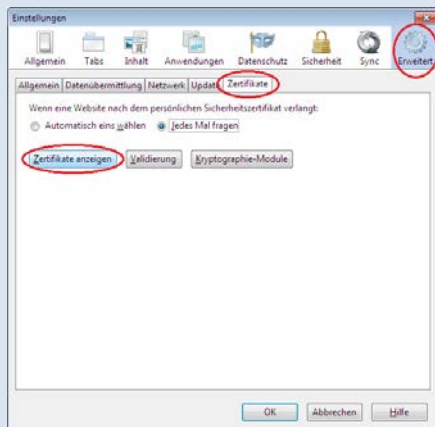 Einstellungen
Allgemein Tabs Inhalt Anwendungen Datenschutz Sicherheit Sync Erweitert
Allgemein Datenübermittlung Netzwerk Update Zertifikate
Wenn eine Website nach dem persönlichen Sicherheitszertifikat verlangt:
Automatisch eins wählen Jedes Mal fragen
Zertifikate anzeigen Validierung Kryptographie-Module
OK Abbrechen Hilfe